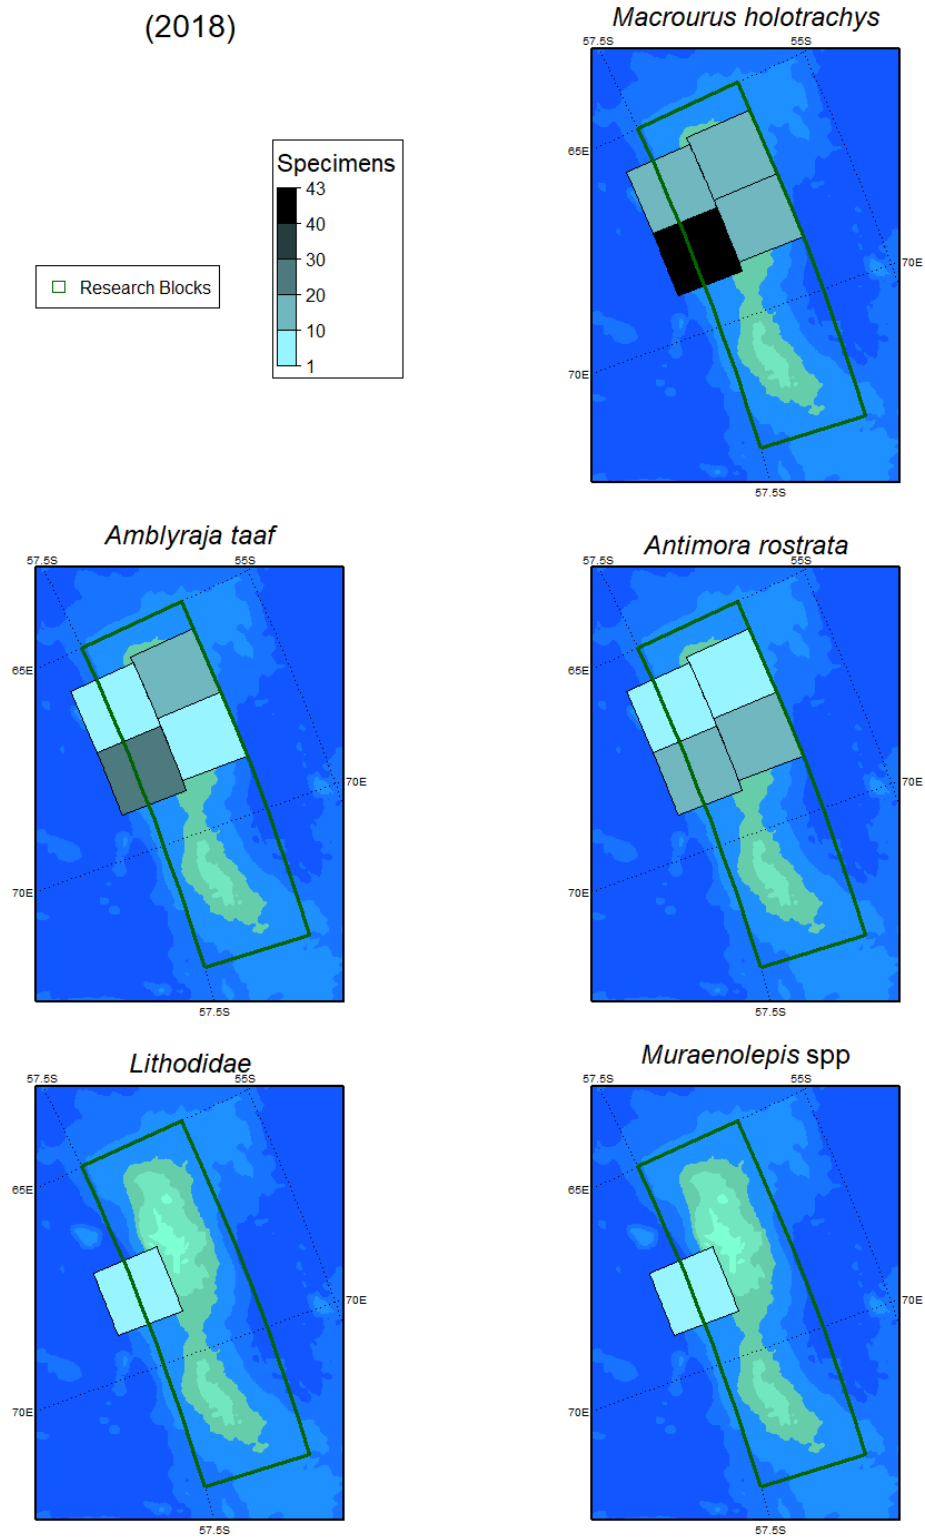 (2018)
Macrourus holotrachys
57.5S
55S
65E
70E
70E
57.5S
Specimens
43
40
30
20
10
1
Research Blocks
Amblyraja taaf
57.5S
55S
65E
70E
70E
57.5S
Antimora rostrata
57.5S
55S
65E
70E
70E
57.5S
Lithodidae
57.5S
55S
65E
70E
70E
57.5S
Muraenolepis spp
57.5S
55S
65E
70E
70E
57.5S